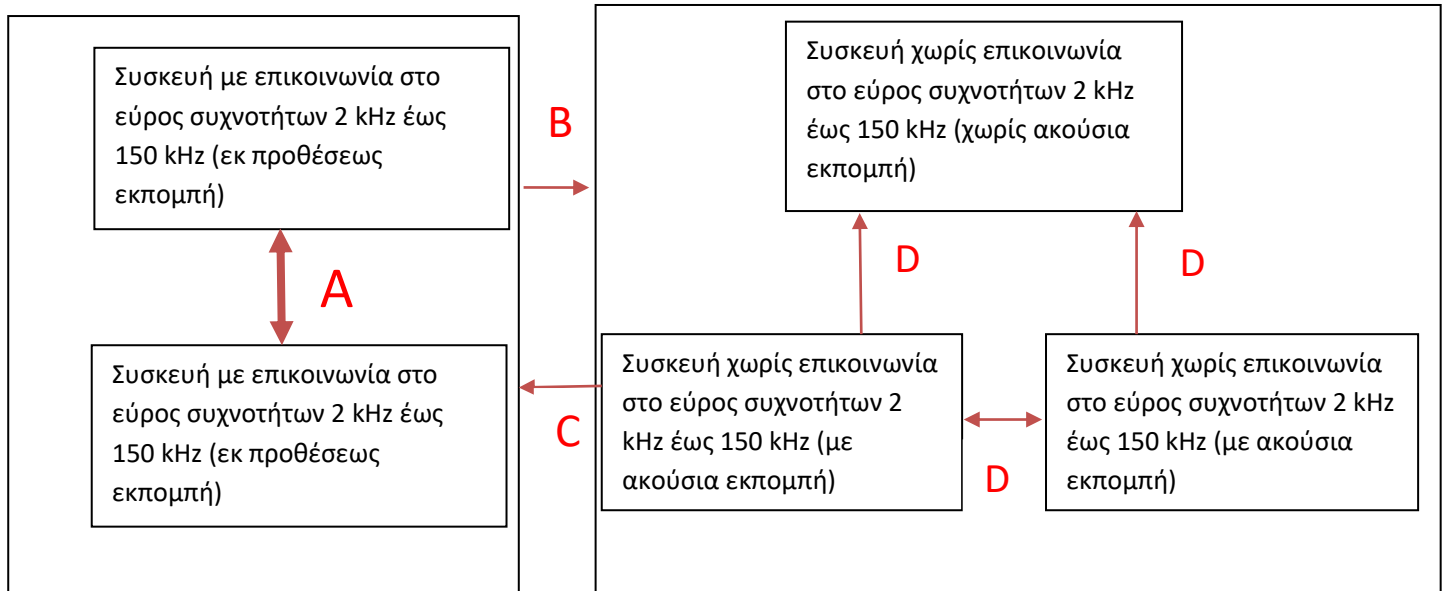 Συσκευή με επικοινωνία στο
εύρος συχνοτήτων 2 kHz έως
150 kHz (εκ προθέσεως
εκπομπή)
A
Συσκευή με επικοινωνία στο
εύρος συχνοτήτων 2 kHz έως
150 kHz (εκ προθέσεως
εκπομπή)
B
C
Συσκευή χωρίς επικοινωνία
στο εύρος συχνοτήτων 2 kHz
έως 150 kHz (χωρίς ακούσια
εκπομπή)
D
D
Συσκευή χωρίς επικοινωνία
στο εύρος συχνοτήτων 2
kHz έως 150 kHz (με
ακούσια εκπομπή)
D
Συσκευή χωρίς επικοινωνία
στο εύρος συχνοτήτων 2 kHz
έως 150 kHz (με ακούσια
εκπομπή)